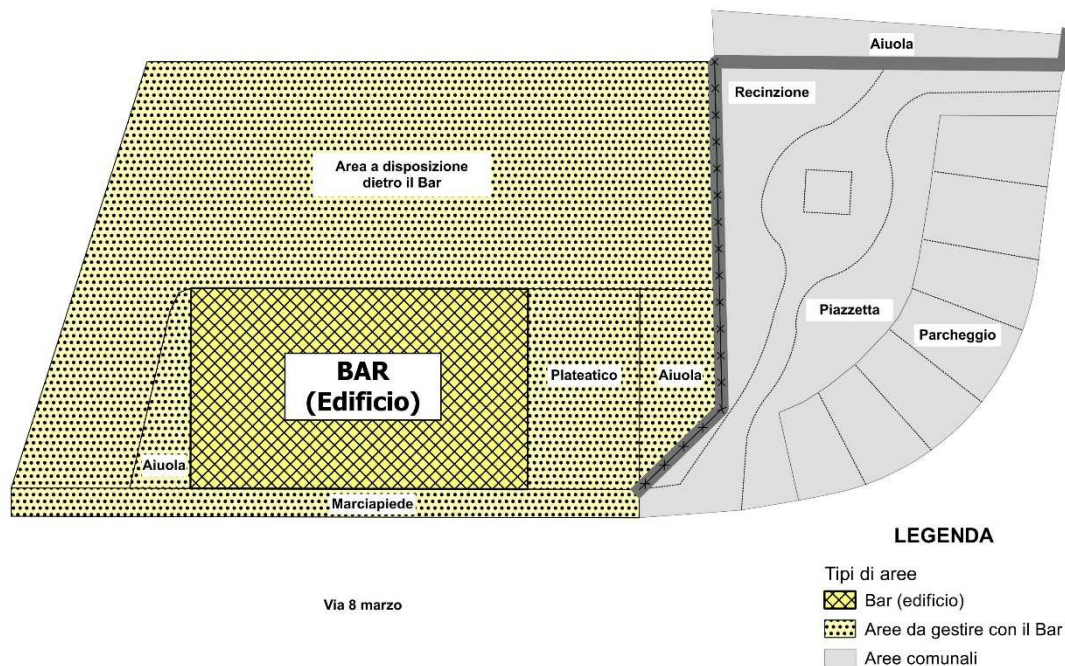 Aiuola
Recinzione
Area a disposizione
dietro il Bar
Piazzetta
Parcheggio
BAR
(Edificio)
Plateatico
Aiuola
Aiuola
Marciapiede
Via 8 marzo
LEGENDA
Tipi di aree
Bar (edificio)
Aree da gestire con il Bar
Aree comunali